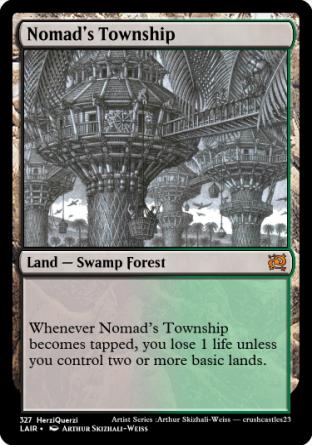 Nomad's Township
Land — Swamp Forest
Whenever Nomad's Township
becomes tapped, you lose 1 life unless
you control two or more basic lands.
327 HerziQuerzi Artist Series :Arthur Skizhali-Weiss — crushcastles23
LAIR • Arthur Skizhali-Weiss